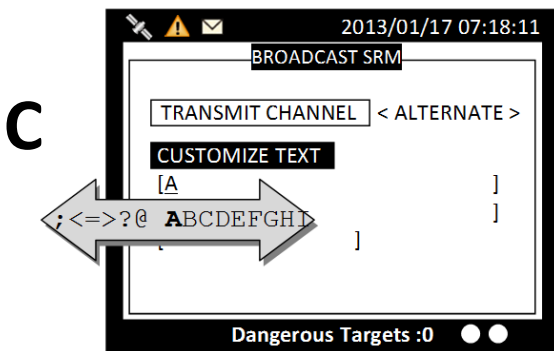 2013/01/17 07:18:11
BROADCAST SRM
C
TRANSMIT CHANNEL < ALTERNATE >
CUSTOMIZE TEXT
[A ]
;<=>?@ ABCDEFGHI ]
[ ]
Dangerous Targets :0